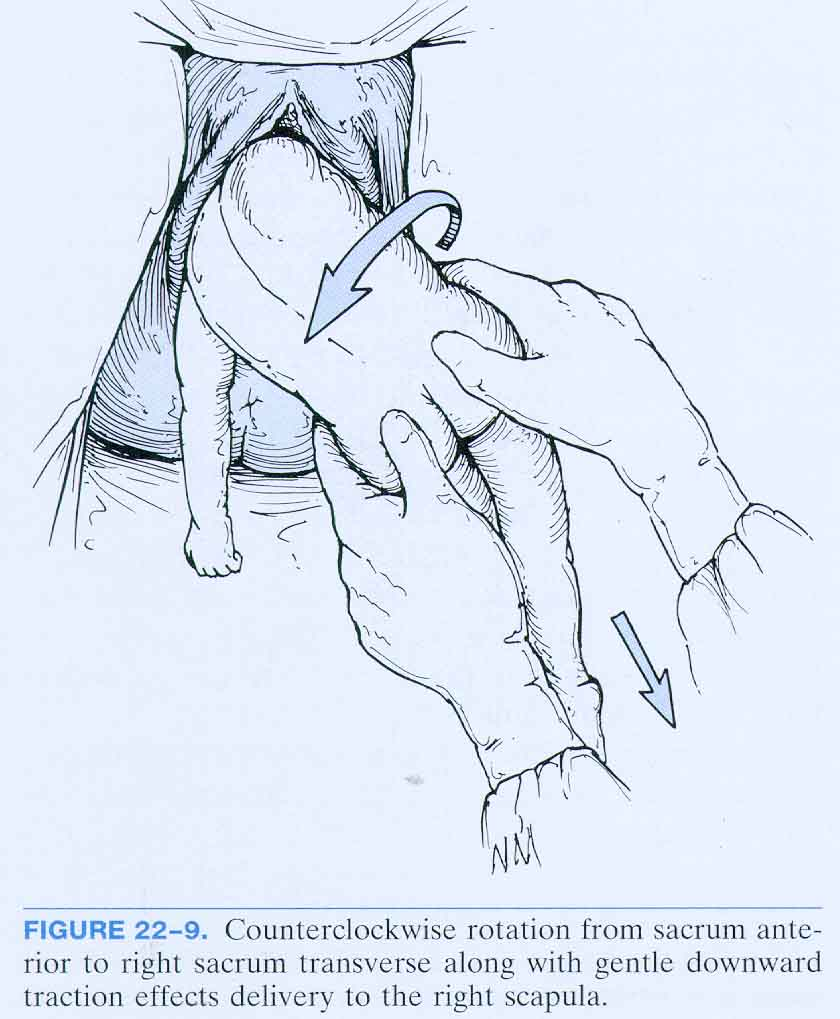 NM
FIGURE 22–9. Counterclockwise rotation from sacrum ante-
rior to right sacrum transverse along with gentle downward
traction effects delivery to the right scapula.